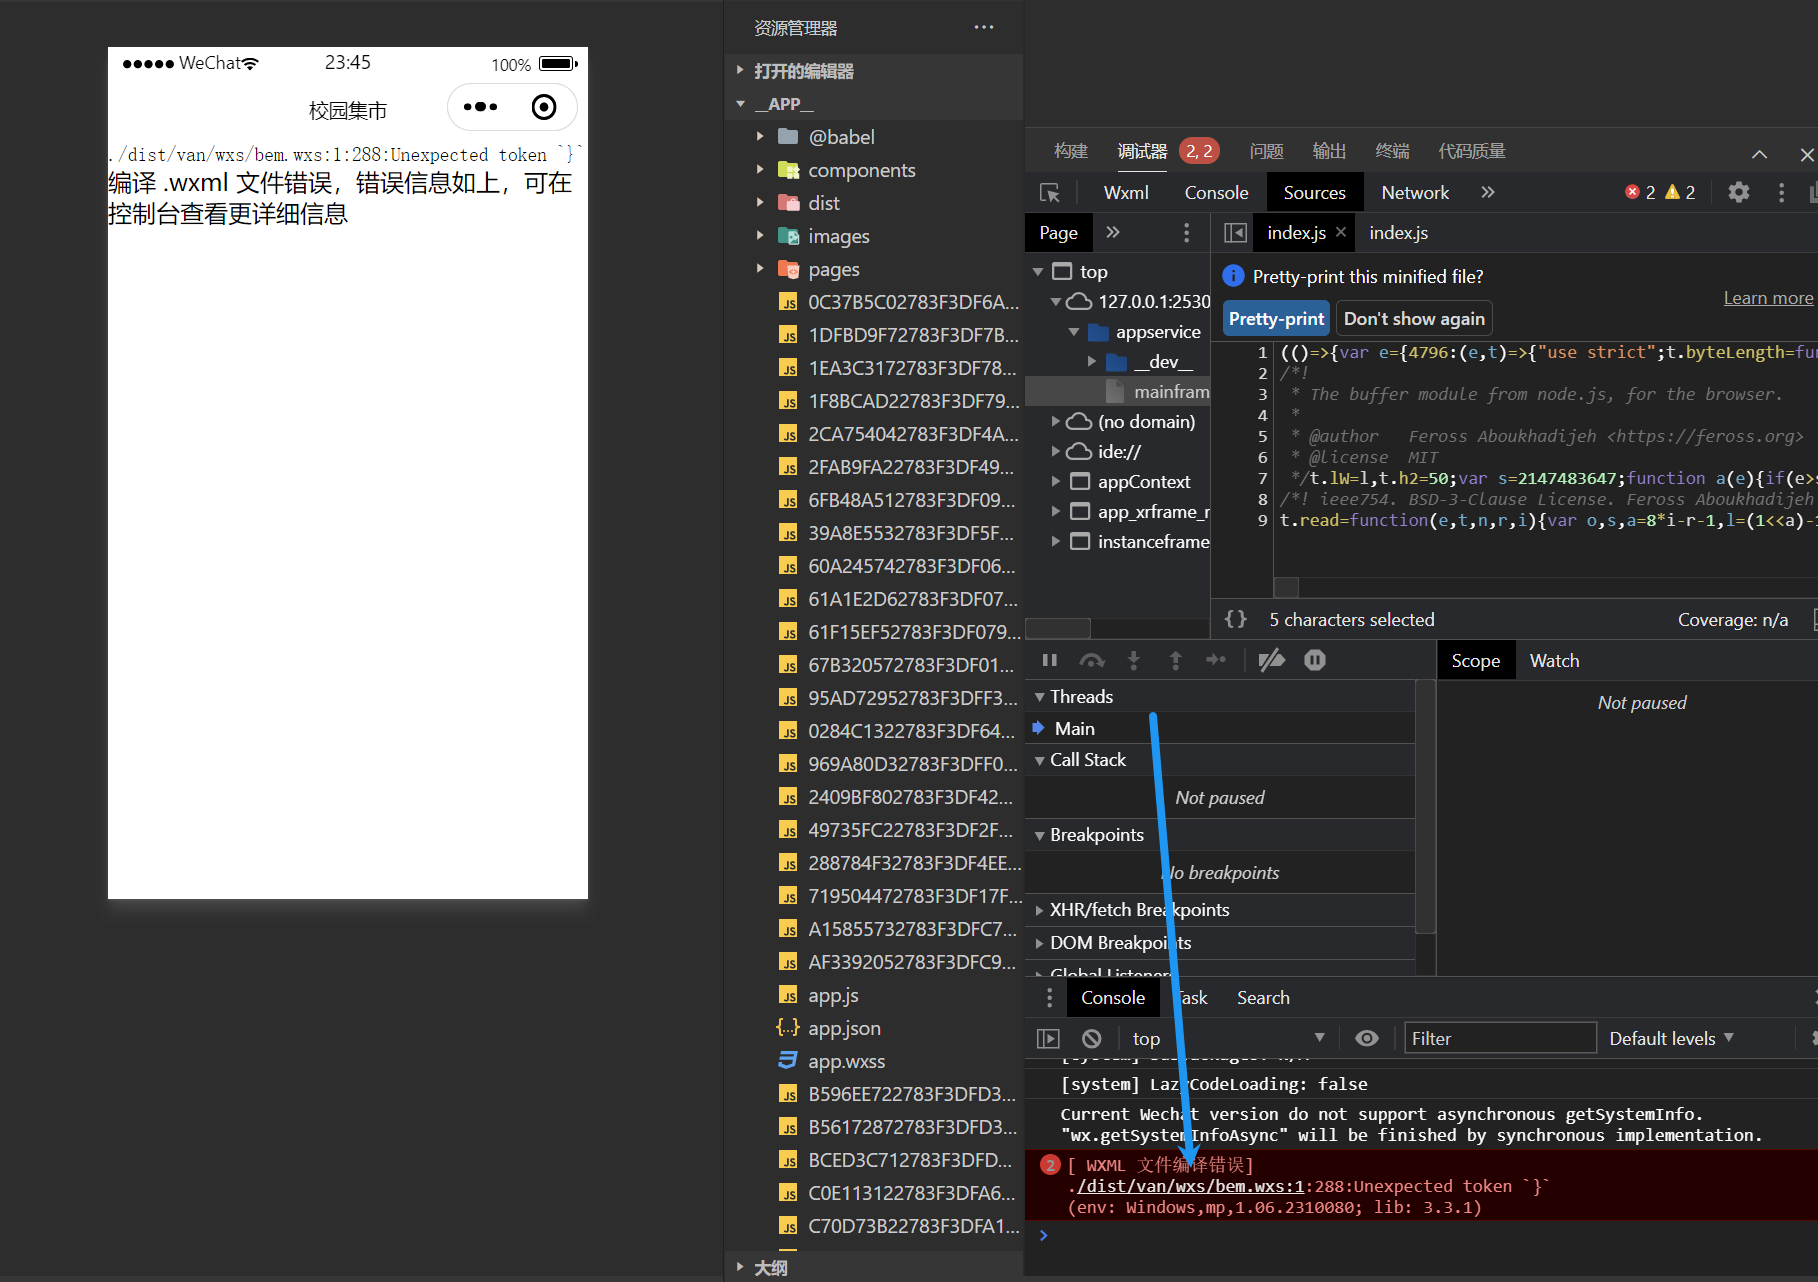 WeChat
23:45
100%
校园集市
./dist/van/wxs/bem.wxs:1:288:Unexpected token `}`
编译 .wxml 文件错误，错误信息如上，可在
控制台查看更详细信息
资源管理器
打开的编辑器
__APP__
@babel
components
dist
images
pages
0C37B5C02783F3DF6A...
1DFBD9F72783F3DF7B...
1EA3C3172783F3DF78...
1F8BCAD22783F3DF79...
2CA754042783F3DF4A...
2FAB9FA22783F3DF49...
6FB48A512783F3DF09...
39A8E5532783F3DF5F...
60A245742783F3DF06...
61A1E2D62783F3DF07...
61F15EF52783F3DF079...
67B320572783F3DF01...
95AD72952783F3DFF3...
0284C1322783F3DF64...
969A80D32783F3DFF0...
2409BF802783F3DF42...
49735FC22783F3DF2F...
288784F32783F3DF4EE...
719504472783F3DF17F...
A15855732783F3DFC7...
AF3392052783F3DFC9...
app.js
app.json
app.wxss
B596EE722783F3DFD3...
B56172872783F3DFD3...
BCED3C712783F3DFD...
C0E113122783F3DFA6...
C70D73B22783F3DFA1...
大纲
构建 调试器 2, 2 问题 输出 终端 代码质量
Wxml Console Sources Network 2 2
Page
index.js index.js
top
127.0.0.1:2530
appservice
__dev__
mainfram
(no domain)
ide://
appContext
app_xrframe_r
instanceframe
Pretty-print this minified file?
Learn more
Pretty-print Don't show again
1 (()=>{var e={4796:(e,t)=>{"use strict";t.byteLength=fun
2 /*!
3 * The buffer module from node.js, for the browser.
4 *
5 * @author Feross Aboukhadijeh <https://feross.org>
6 * @license MIT
7 */t.lW=l,t.h2=50;var s=2147483647;function a(e){if(e>s
8 /*! ieee754. BSD-3-Clause License. Feross Aboukhadijeh
9 t.read=function(e,t,n,r,i){var o,s,a=8*i-r-1,l=(1<<a)-1
{} 5 characters selected
Coverage: n/a
Threads
Main
Call Stack
Not paused
Breakpoints
No breakpoints
XHR/fetch Breakpoints
DOM Breakpoints
Global Listeners
Scope Watch
Not paused
Console Task Search
top
Filter
Default levels
[system] LazyCodeLoading: false
Current Wechat version do not support asynchronous getSystemInfo.
"wx.getSystemInfoAsync" will be finished by synchronous implementation.
2 [ WXML 文件编译错误]
./dist/van/wxs/bem.wxs:1:288:Unexpected token `}`
(env: Windows,mp,1.06.2310080; lib: 3.3.1)